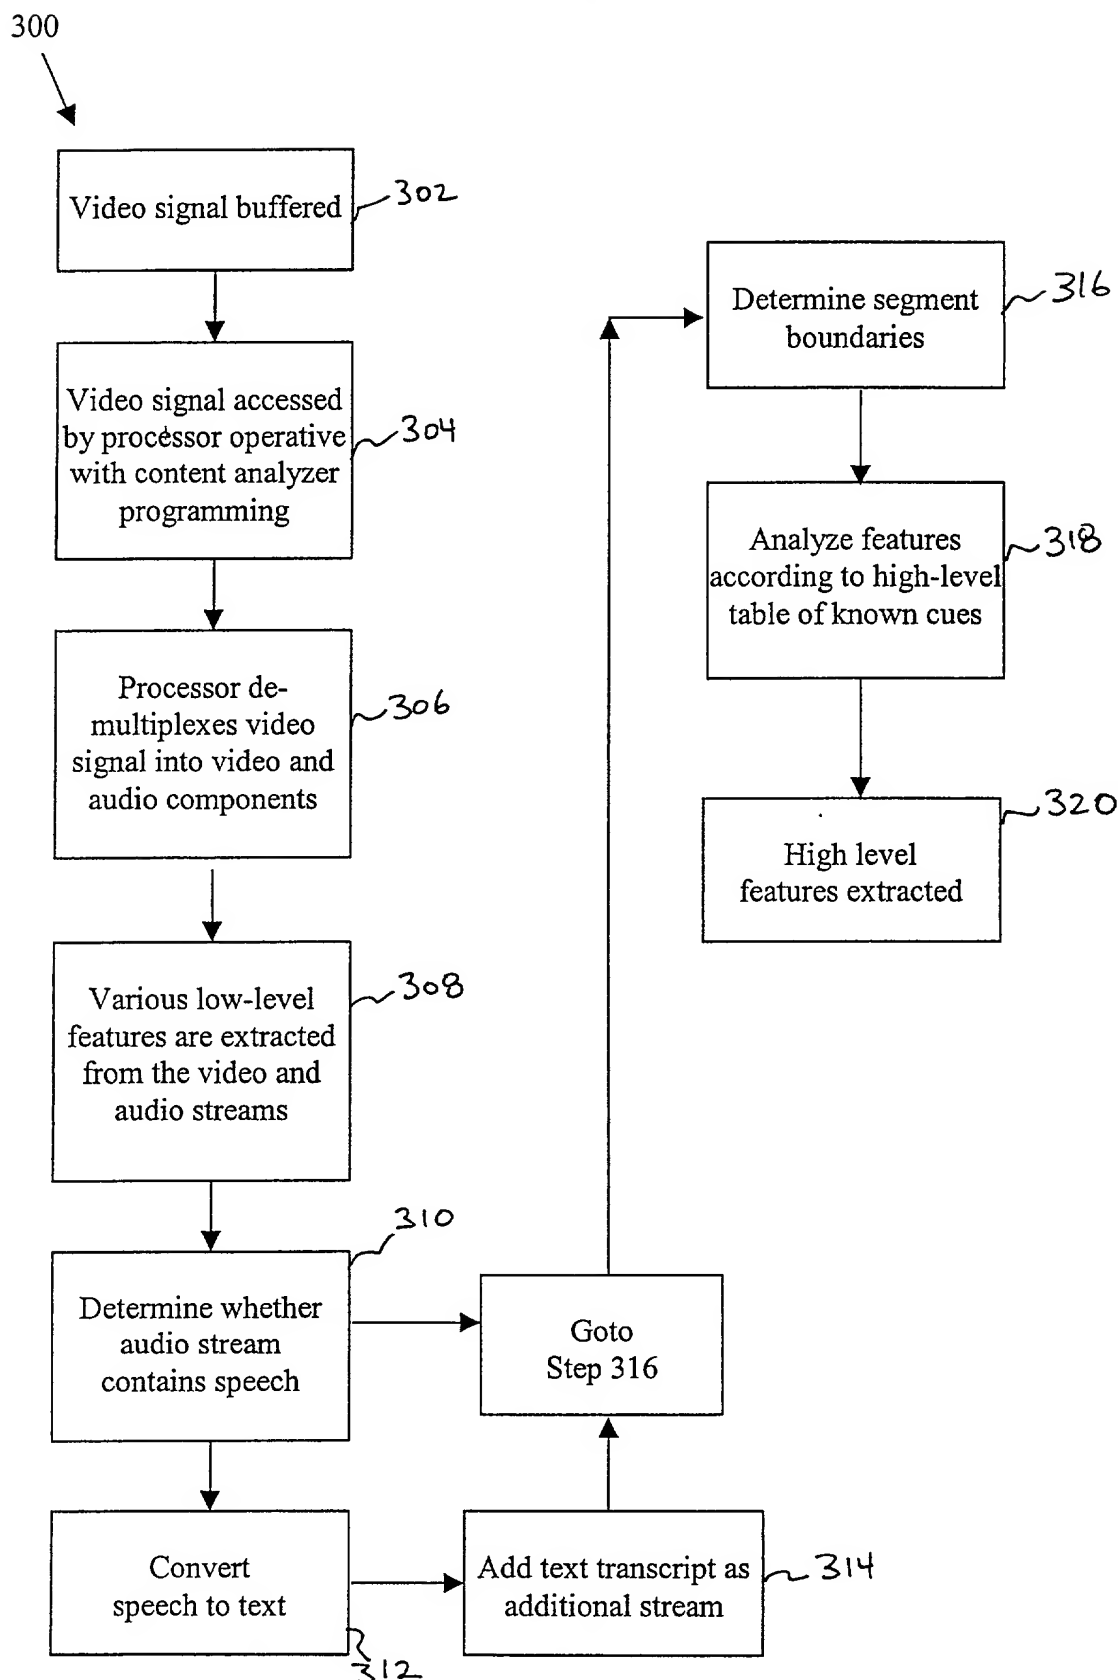 300
Video signal buffered
302
Video signal accessed
by processor operative
with content analyzer
programming
304
Processor de-
multiplexes video
signal into video and
audio components
306
Various low-level
features are extracted
from the video and
audio streams
308
Determine whether
audio stream
contains speech
310
Convert
speech to text
312
Add text transcript as
additional stream
314
Goto
Step 316
Determine segment
boundaries
316
Analyze features
according to high-level
table of known cues
318
High level
features extracted
320